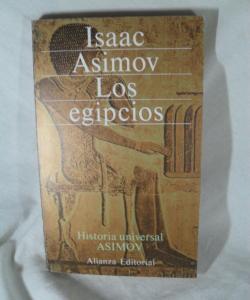 Isaac
Asimov
Los
egipcios
Historia universal
ASIMOV
Alianza Editorial